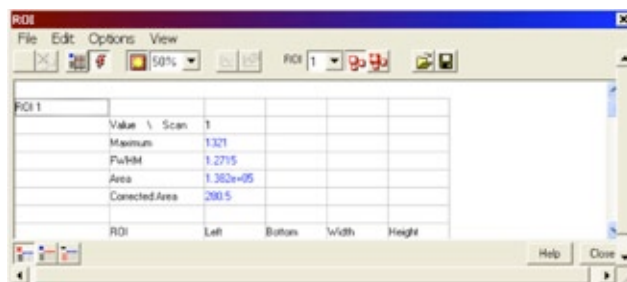 ROI
File Edit Options View
50% ROI 1
ROI 1
Value \ Scan 1
Maximum 1321
FWHM 1.2715
Area 1.382e+05
Corrected Area 280.5
ROI Left Bottom Width Height
Help Close